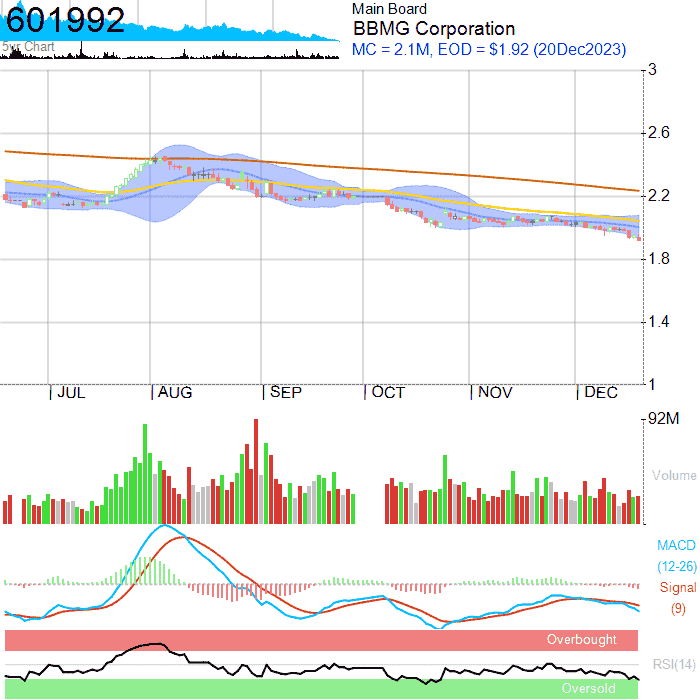 601992
5yr Chart
Main Board
BBMG Corporation
MC = 2.1M, EOD = $1.92 (20Dec2023)
3
2.6
2.2
1.8
1.4
1
JUL AUG SEP OCT NOV DEC
92M
Volume
MACD
(12-26)
Signal
(9)
Overbought
RSI(14)
Oversold